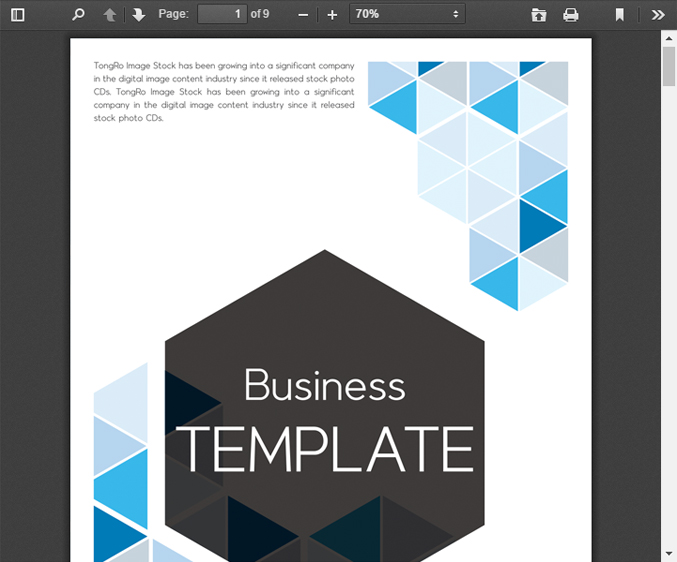 Page: 1 of 9 70%
TongRo Image Stock has been growing into a significant company
in the digital image content industry since it released stock photo
CDs. TongRo Image Stock has been growing into a significant
company in the digital image content industry since it released
stock photo CDs.
Business
TEMPLATE